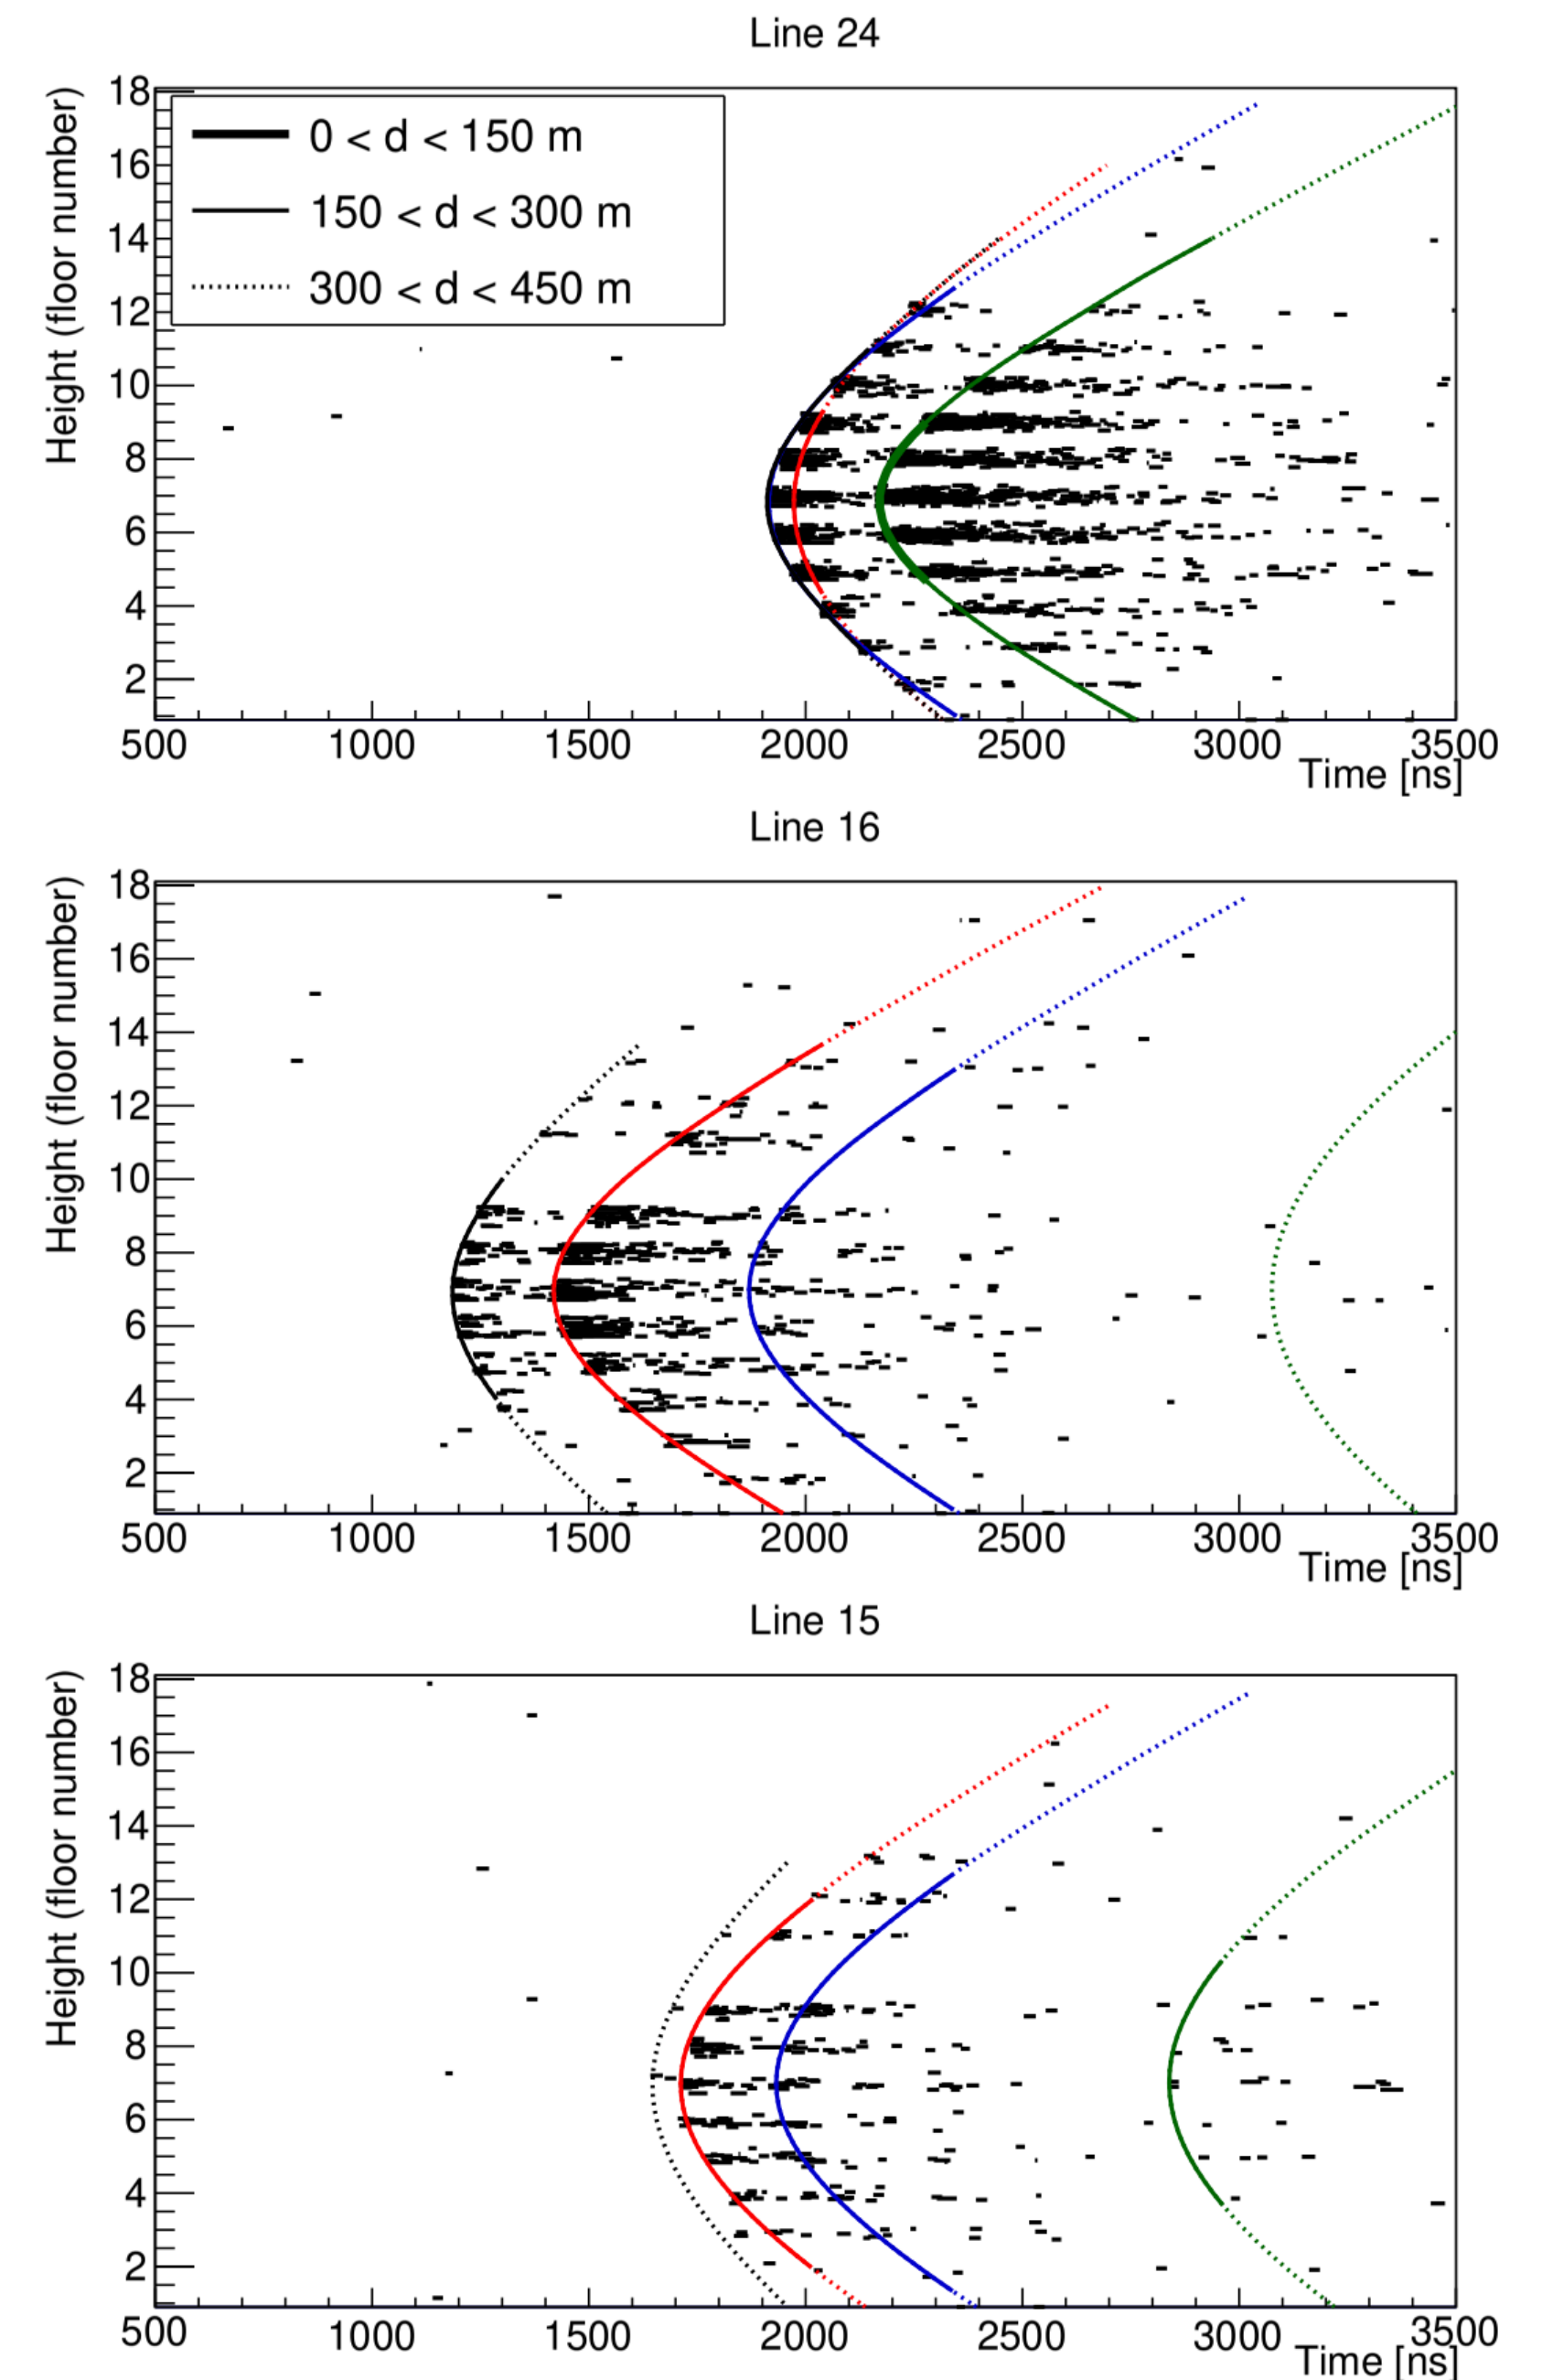 Line 24
Height (floor number)
18
16
14
12
10
8
6
4
2
0 < d < 150 m
150 < d < 300 m
300 < d < 450 m
500 1000 1500 2000 2500 3000 3500
Time [ns]
Line 16
Height (floor number)
18
16
14
12
10
8
6
4
2
500 1000 1500 2000 2500 3000 3500
Time [ns]
Line 15
Height (floor number)
18
16
14
12
10
8
6
4
2
500 1000 1500 2000 2500 3000 3500
Time [ns]